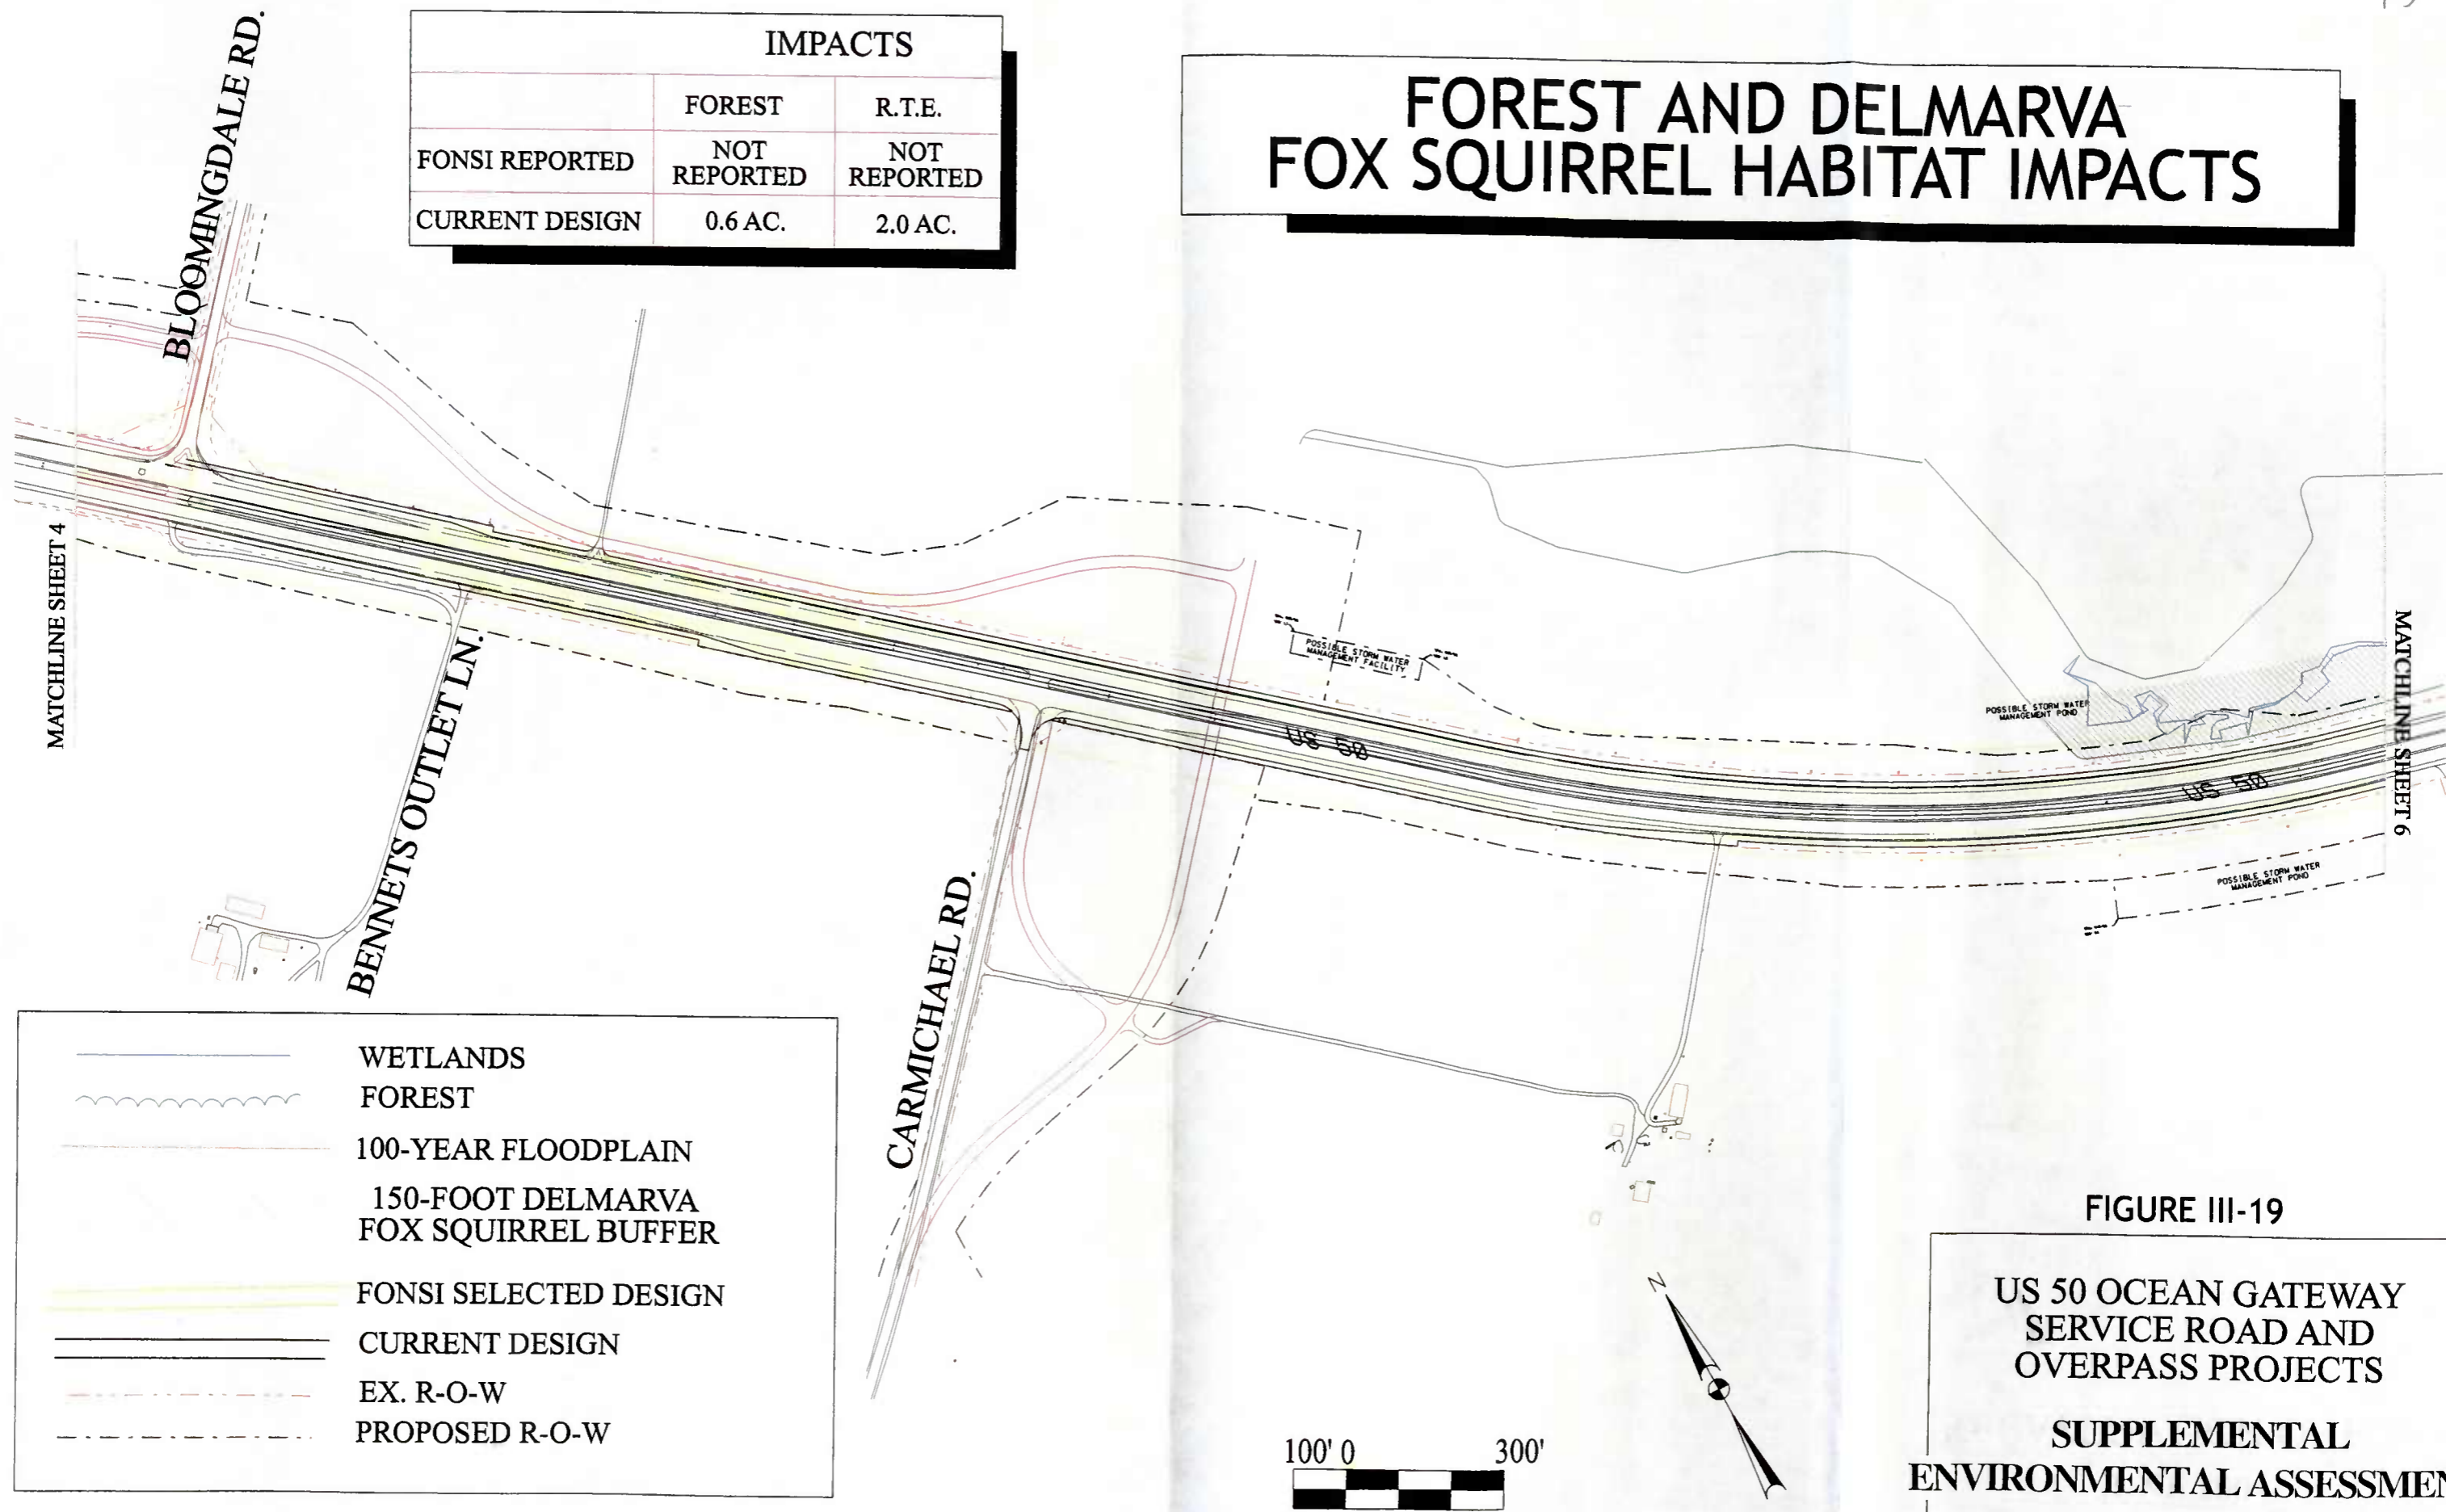 IMPACTS
FOREST R.T.E.
FONSI REPORTED NOT REPORTED NOT REPORTED
CURRENT DESIGN 0.6 AC. 2.0 AC.
FOREST AND DELMARVA
FOX SQUIRREL HABITAT IMPACTS
BLOOMINGDALE RD.
MATCHLINE SHEET 4
BENNETS OUTLET LN.
CARMICHAEL RD.
POSSIBLE STORM WATER
MANAGEMENT FACILITY
US 50
POSSIBLE STORM WATER
MANAGEMENT POND
US 50
MATCHLINE SHEET 6
POSSIBLE STORM WATER
MANAGEMENT POND
WETLANDS
FOREST
100-YEAR FLOODPLAIN
150-FOOT DELMARVA
FOX SQUIRREL BUFFER
FONSI SELECTED DESIGN
CURRENT DESIGN
EX. R-O-W
PROPOSED R-O-W
N
100' 0 300'
FIGURE III-19
US 50 OCEAN GATEWAY
SERVICE ROAD AND
OVERPASS PROJECTS
SUPPLEMENTAL
ENVIRONMENTAL ASSESSMEN